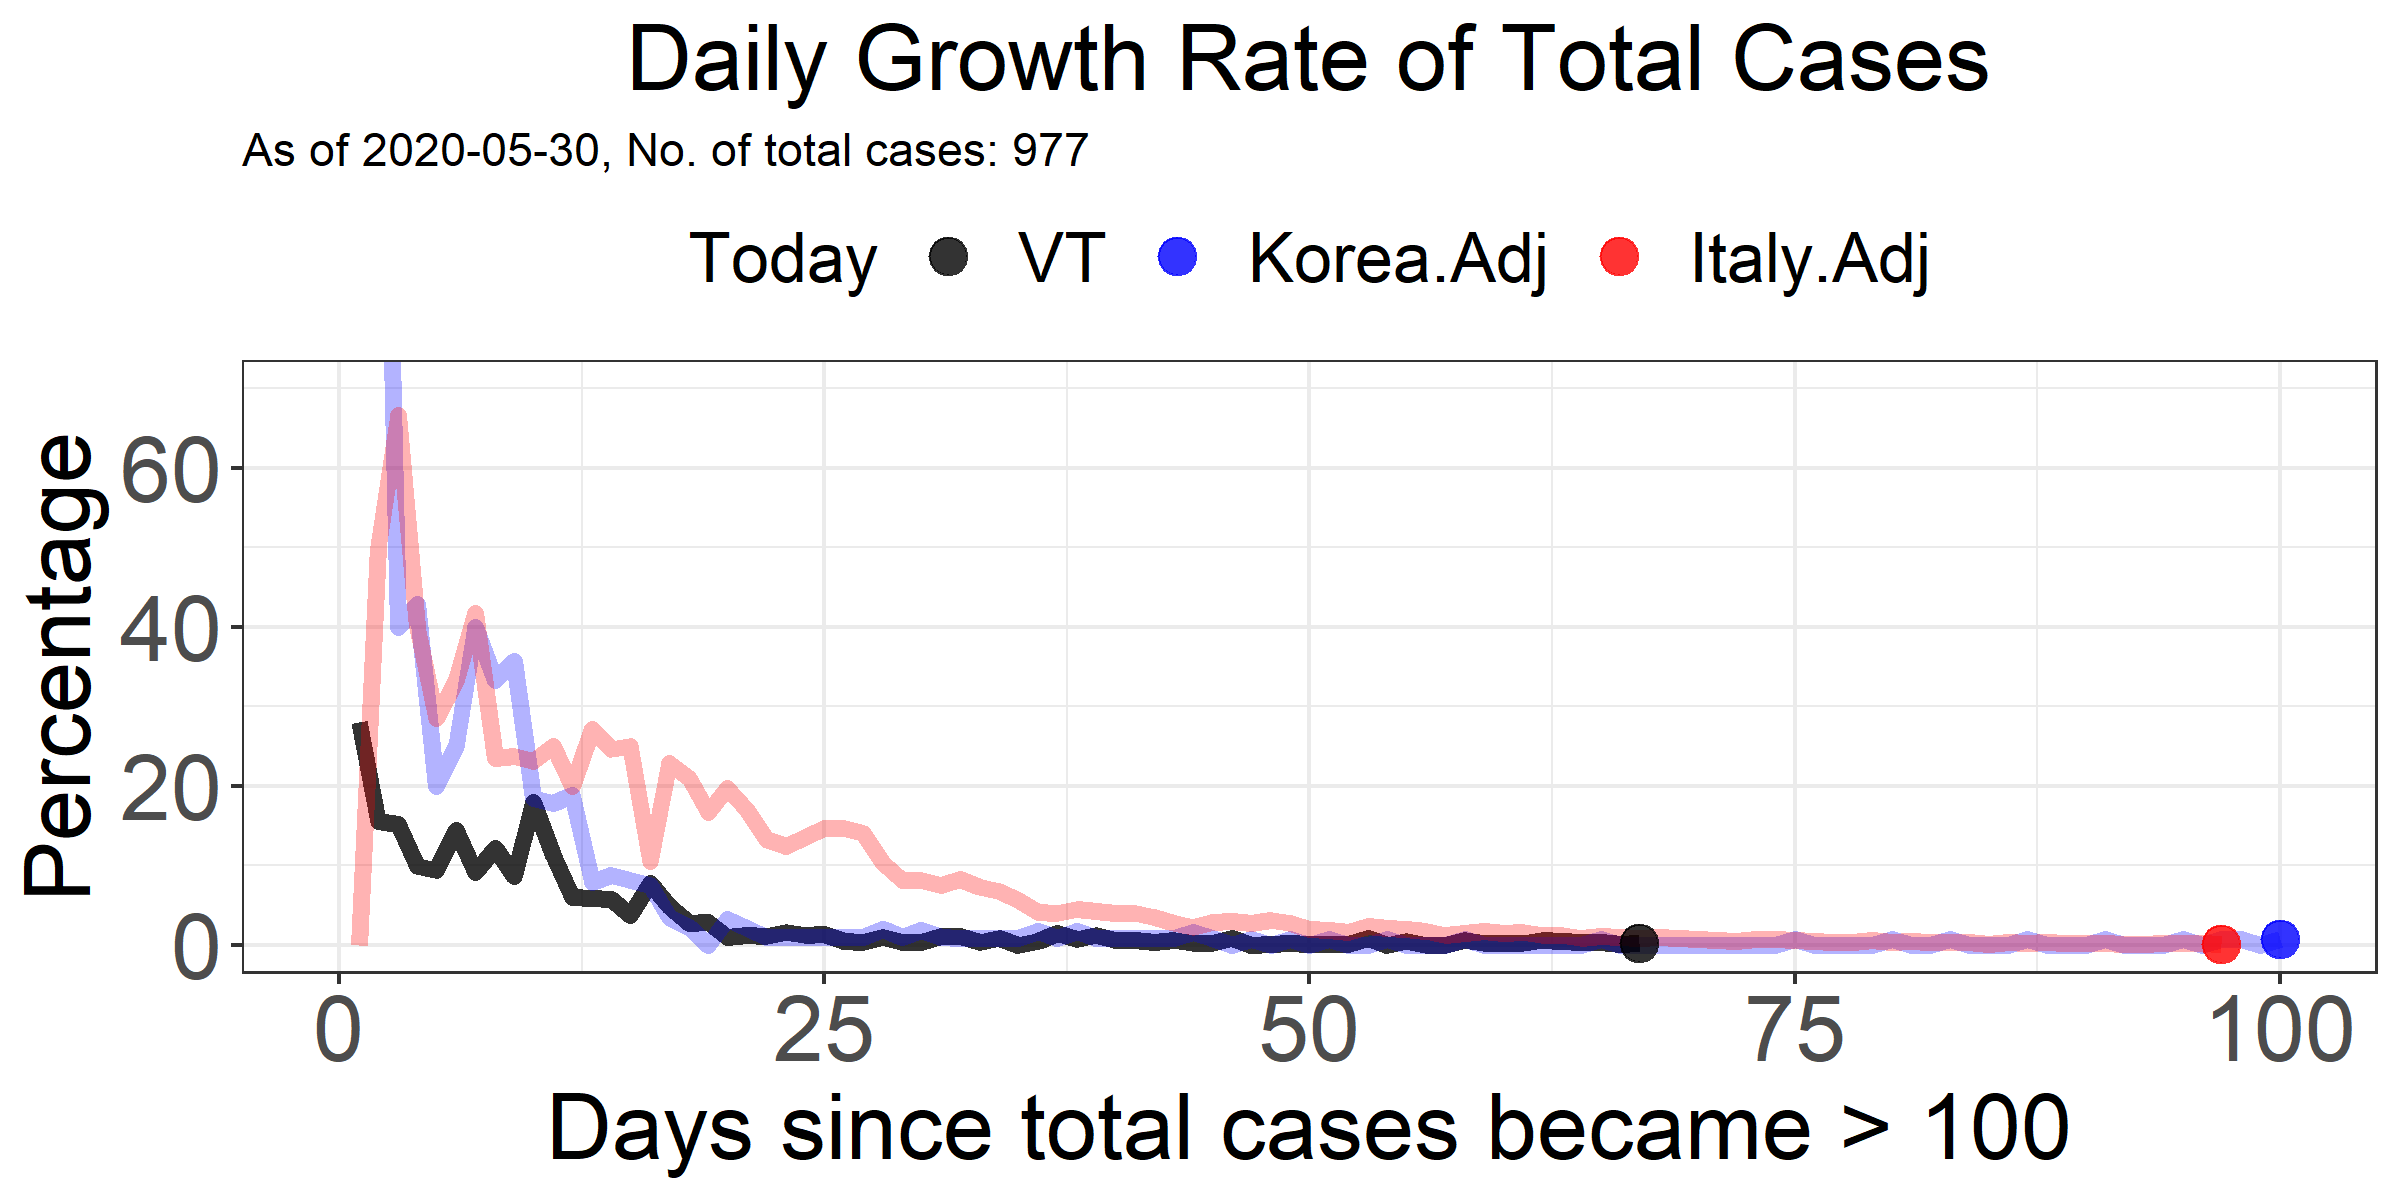 Daily Growth Rate of Total Cases
As of 2020-05-30, No. of total cases: 977
Today VT Korea.Adj Italy.Adj
Percentage
60
40
20
0
0 25 50 75 100
Days since total cases became > 100